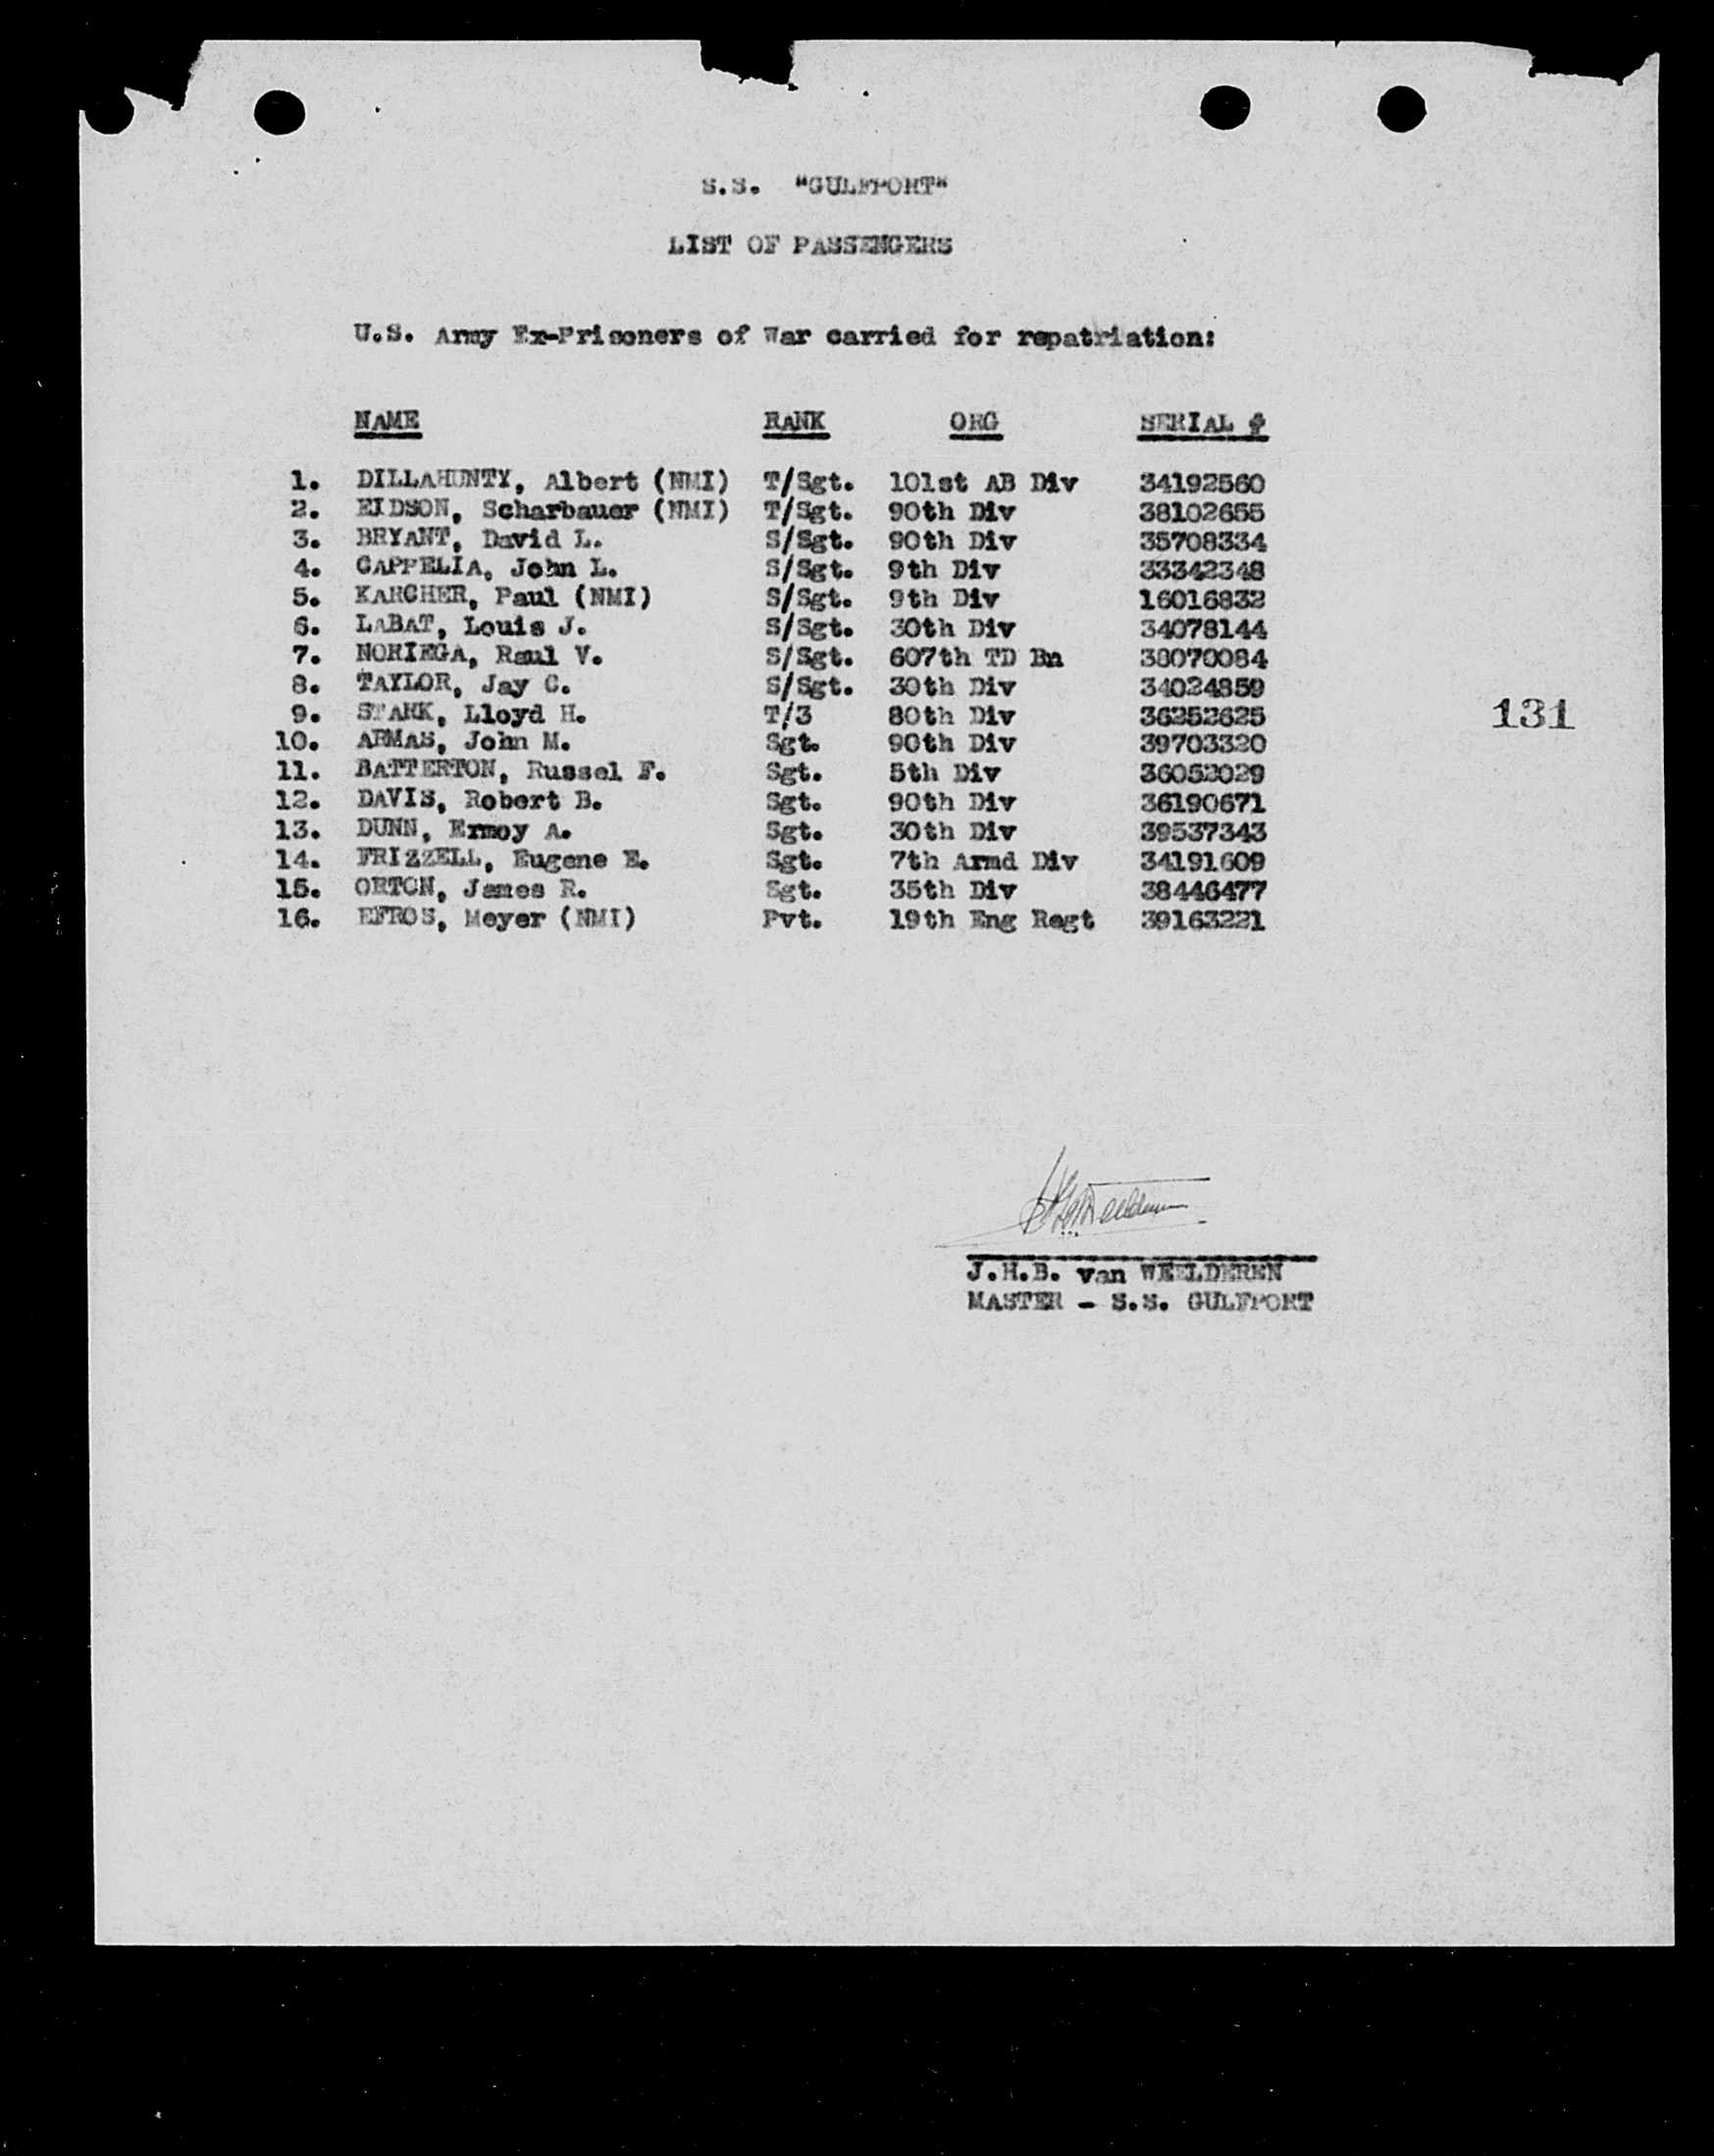 S.S. "GULFPORT"
LIST OF PASSENGERS
U.S. Army Ex-Prisoners of War carried for repatriation:
NAME RANK ORG SERIAL #
1. DILLAHUNTY, Albert (NMI) T/Sgt. 101st AB Div 34192560
2. EIDSON, Scharbauer (NMI) T/Sgt. 90th Div 38102655
3. BRYANT, David L. S/Sgt. 90th Div 35708334
4. CAPPELIA, John L. S/Sgt. 9th Div 33342348
5. KARCHER, Paul (NMI) S/Sgt. 9th Div 16016832
6. LABAT, Louis J. S/Sgt. 30th Div 34078144
7. NORIEGA, Raul V. S/Sgt. 607th TD Bn 38070084
8. TAYLOR, Jay C. S/Sgt. 30th Div 34024859
9. STARK, Lloyd H. T/3 80th Div 36252625
131
10. ARMAS, John M. Sgt. 90th Div 39703320
11. BATTERTON, Russel F. Sgt. 5th Div 36052029
12. DAVIS, Robert B. Sgt. 90th Div 36190671
13. DUNN, Ermoy A. Sgt. 30th Div 39537343
14. FRIZZELL, Eugene E. Sgt. 7th Armd Div 34191609
15. ORTON, James R. Sgt. 35th Div 38446477
16. EFROS, Meyer (NMI) Pvt. 19th Eng Regt 39163221
J.H.B. van WEELDEREN
MASTER - S.S. GULFPORT